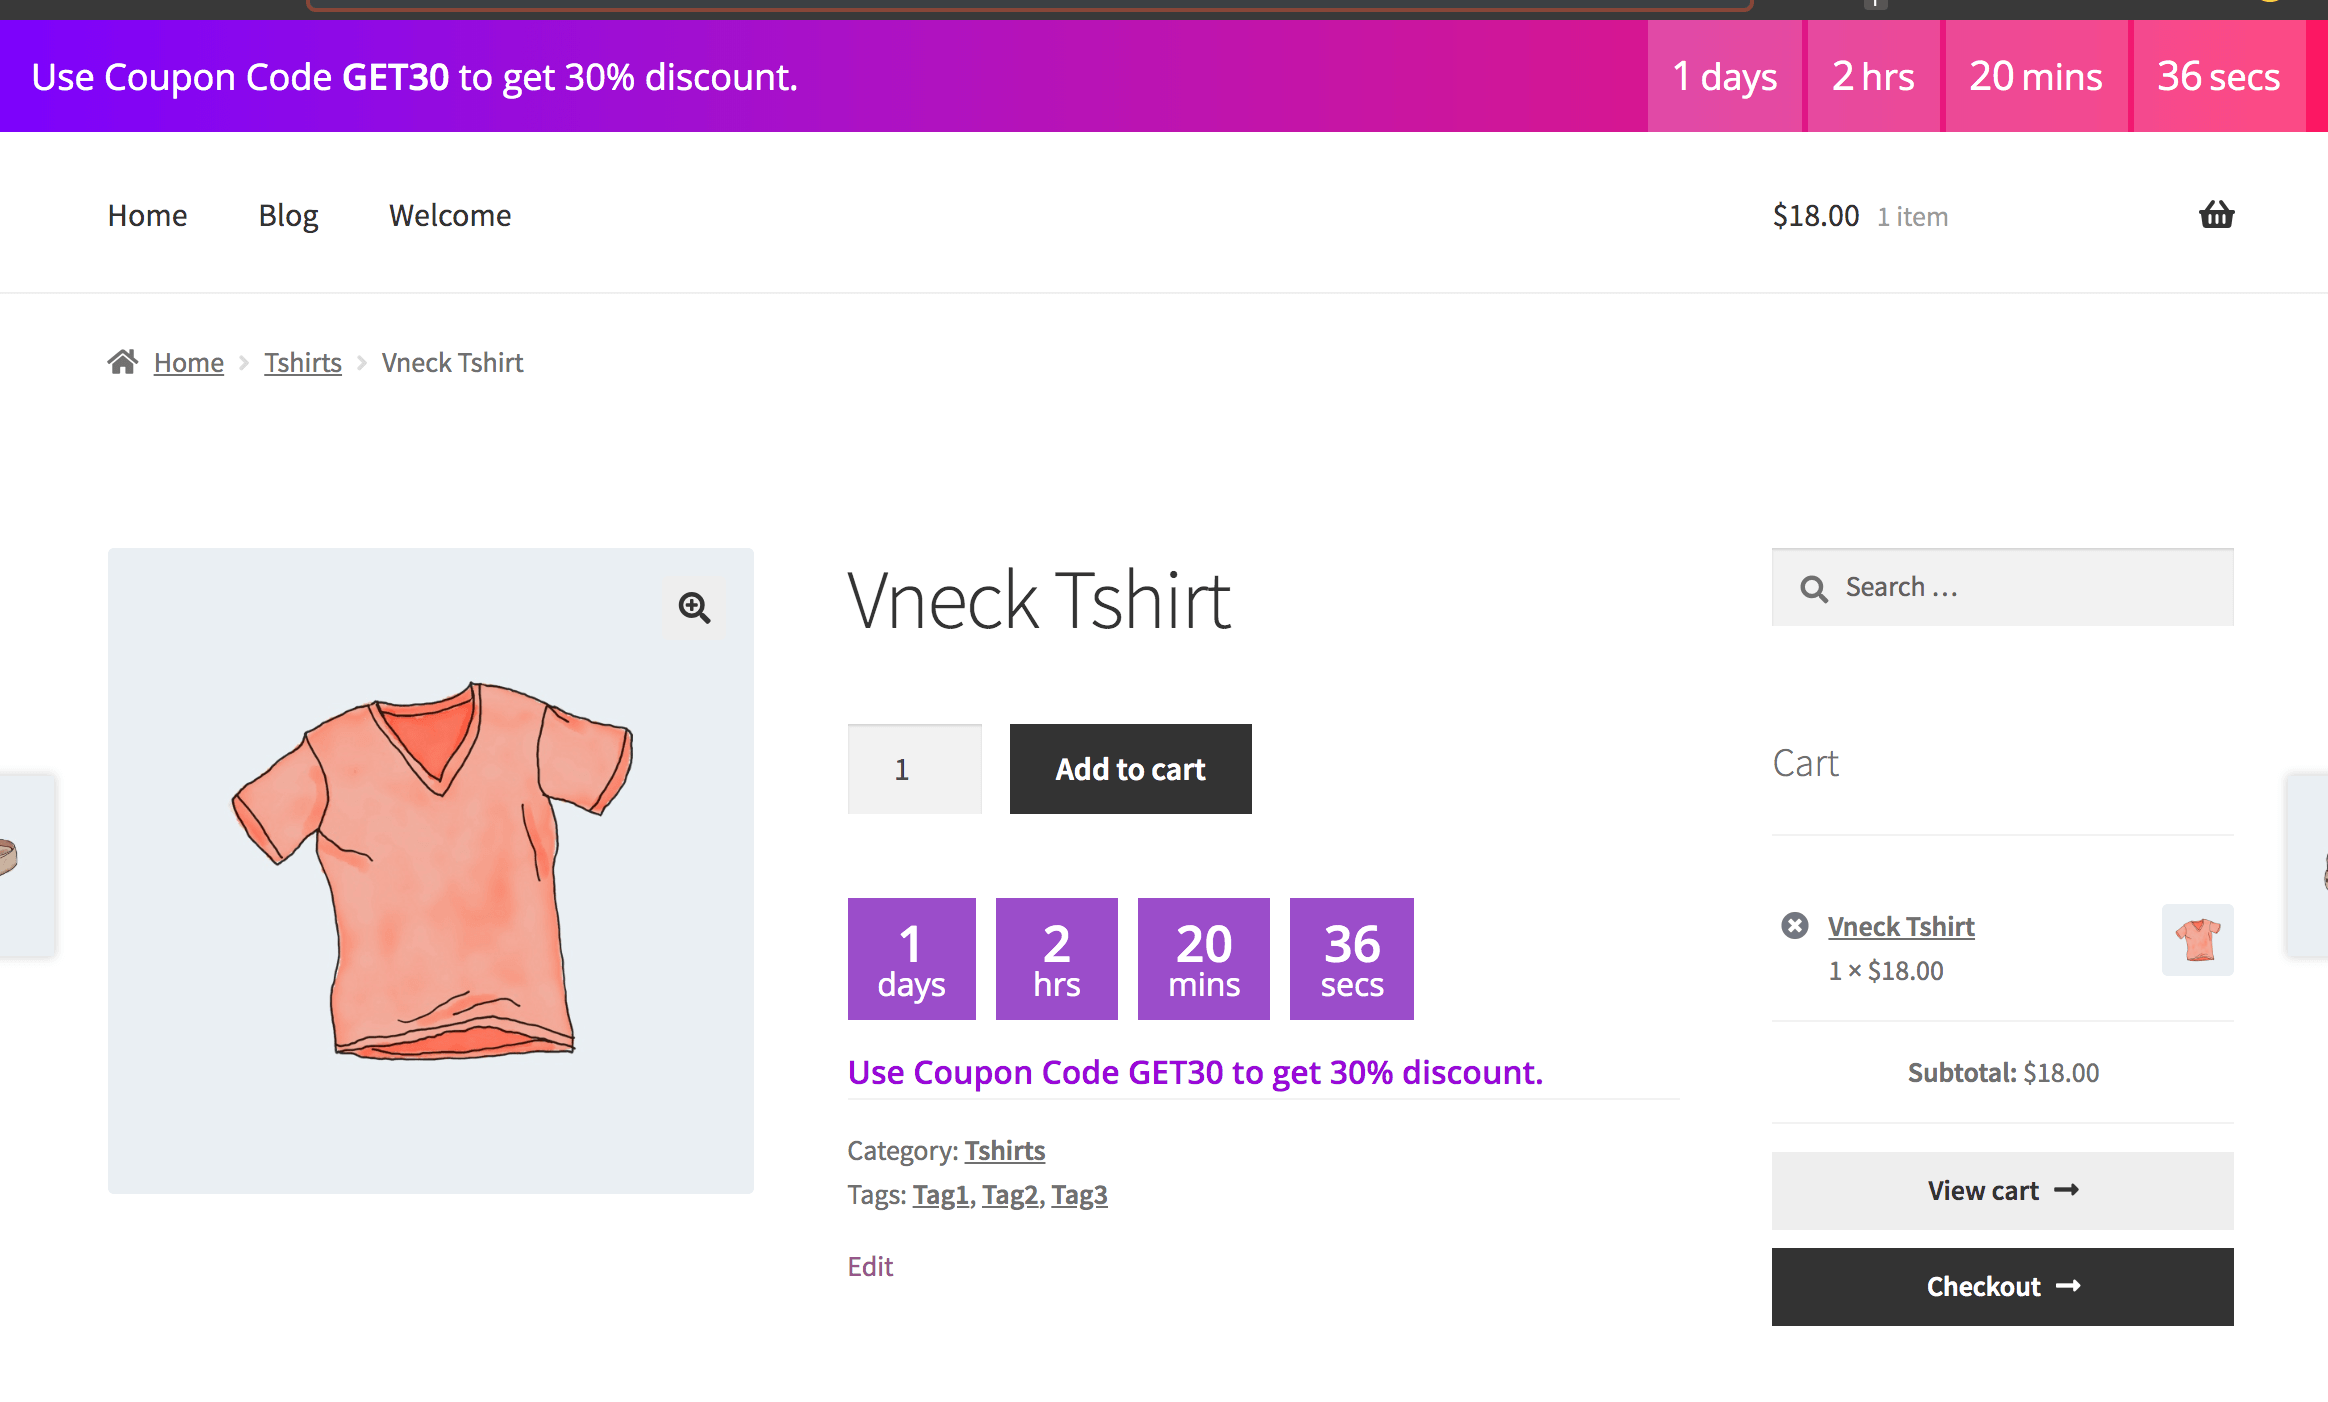 Use Coupon Code GET30 to get 30% discount.
1 days 2 hrs 20 mins 36 secs
Home Blog Welcome
$18.00 1 item
Home > Tshirts > Vneck Tshirt
Vneck Tshirt
1 Add to cart
1 days
2 hrs
20 mins
36 secs
Use Coupon Code GET30 to get 30% discount.
Category: Tshirts
Tags: Tag1, Tag2, Tag3
Edit
Search …
Cart
Vneck Tshirt
1 × $18.00
Subtotal: $18.00
View cart →
Checkout →